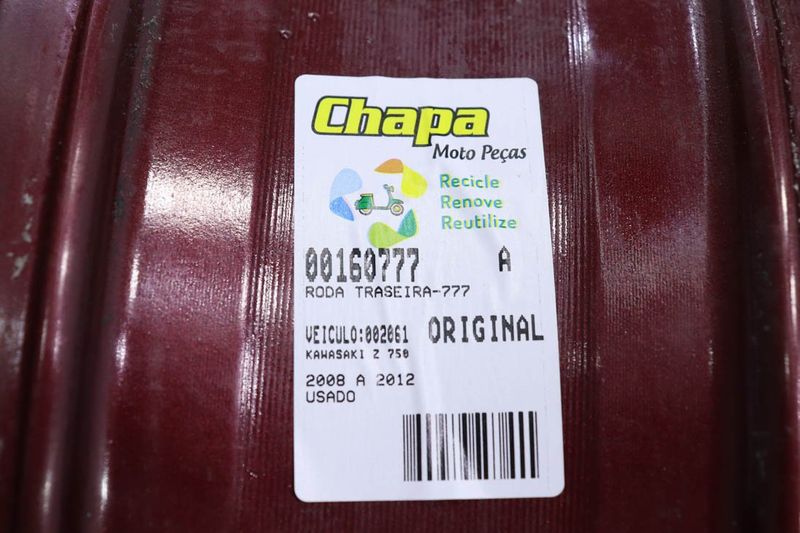 Chapa
Moto Peças
Recicle
Renove
Reutilize
00160777 A
RODA TRASEIRA-777
VEICULO:002061 ORIGINAL
KAWASAKI Z 750
2008 A 2012
USADO